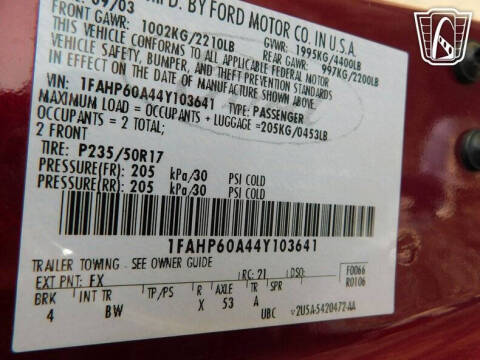 09/03 MFD. BY FORD MOTOR CO. IN U.S.A.
FRONT GAWR: 1002KG/2210LB GVWR: 1995KG/4400LB
REAR GAWR: 997KG/2200LB
THIS VEHICLE CONFORMS TO ALL APPLICABLE FEDERAL MOTOR
VEHICLE SAFETY, BUMPER, AND THEFT PREVENTION STANDARDS
IN EFFECT ON THE DATE OF MANUFACTURE SHOWN ABOVE
VIN: 1FAHP60A44Y103641 TYPE: PASSENGER
MAXIMUM LOAD = OCCUPANTS + LUGGAGE =205KG/0453LB
OCCUPANTS = 2 TOTAL;
2 FRONT
TIRE: P235/50R17
PRESSURE(FR): 205 kPa/30 PSI COLD
PRESSURE(RR): 205 kPa/30 PSI COLD
1FAHP60A44Y103641
TRAILER TOWING - SEE OWNER GUIDE
EXT PNT: FX RC: 21 DSO: F0066
R0106
BRK INT TR TP/PS R AXLE TR SPR
4 BW X 53 A
UBC V2U5A-5420472-AA